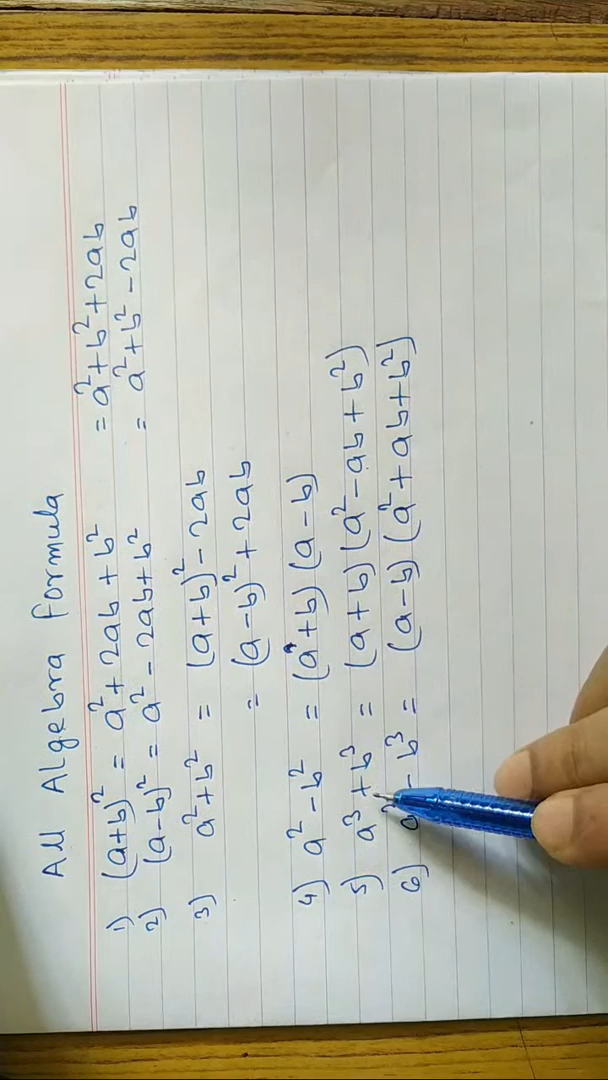 All Algebra formula
1) (a+b)² = a² + 2ab + b² = a² + b² + 2ab
2) (a-b)² = a² - 2ab + b² = a² + b² - 2ab
3) a² + b² = (a+b)² - 2ab
= (a-b)² + 2ab
4) a² - b² = (a+b) (a-b)
5) a³ + b³ = (a+b) (a² - ab + b²)
6) - b³ = (a-b) (a² + ab + b²)